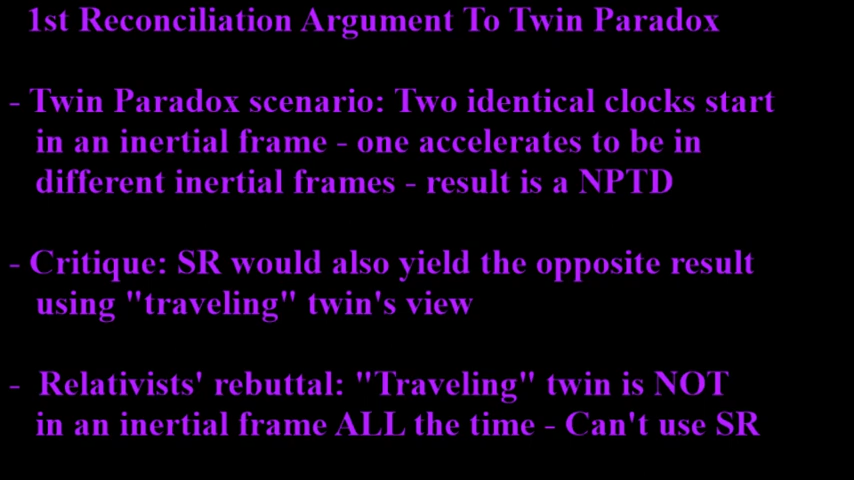 1st Reconciliation Argument To Twin Paradox
- Twin Paradox scenario: Two identical clocks start
in an inertial frame - one accelerates to be in
different inertial frames - result is a NPTD
- Critique: SR would also yield the opposite result
using "traveling" twin's view
- Relativists' rebuttal: "Traveling" twin is NOT
in an inertial frame ALL the time - Can't use SR